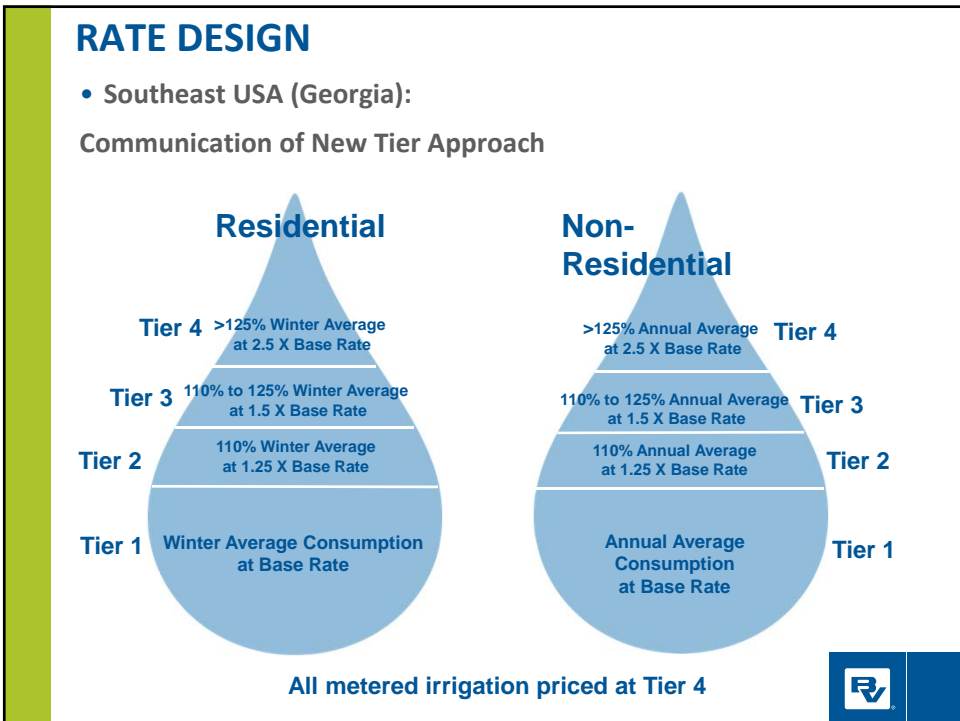 RATE DESIGN
• Southeast USA (Georgia):
Communication of New Tier Approach
Residential
Tier 4
>125% Winter Average
at 2.5 X Base Rate
Tier 3
110% to 125% Winter Average
at 1.5 X Base Rate
Tier 2
110% Winter Average
at 1.25 X Base Rate
Tier 1
Winter Average Consumption
at Base Rate
Non-
Residential
>125% Annual Average
at 2.5 X Base Rate
Tier 4
110% to 125% Annual Average
at 1.5 X Base Rate
Tier 3
110% Annual Average
at 1.25 X Base Rate
Tier 2
Annual Average
Consumption
at Base Rate
Tier 1
All metered irrigation priced at Tier 4
BV